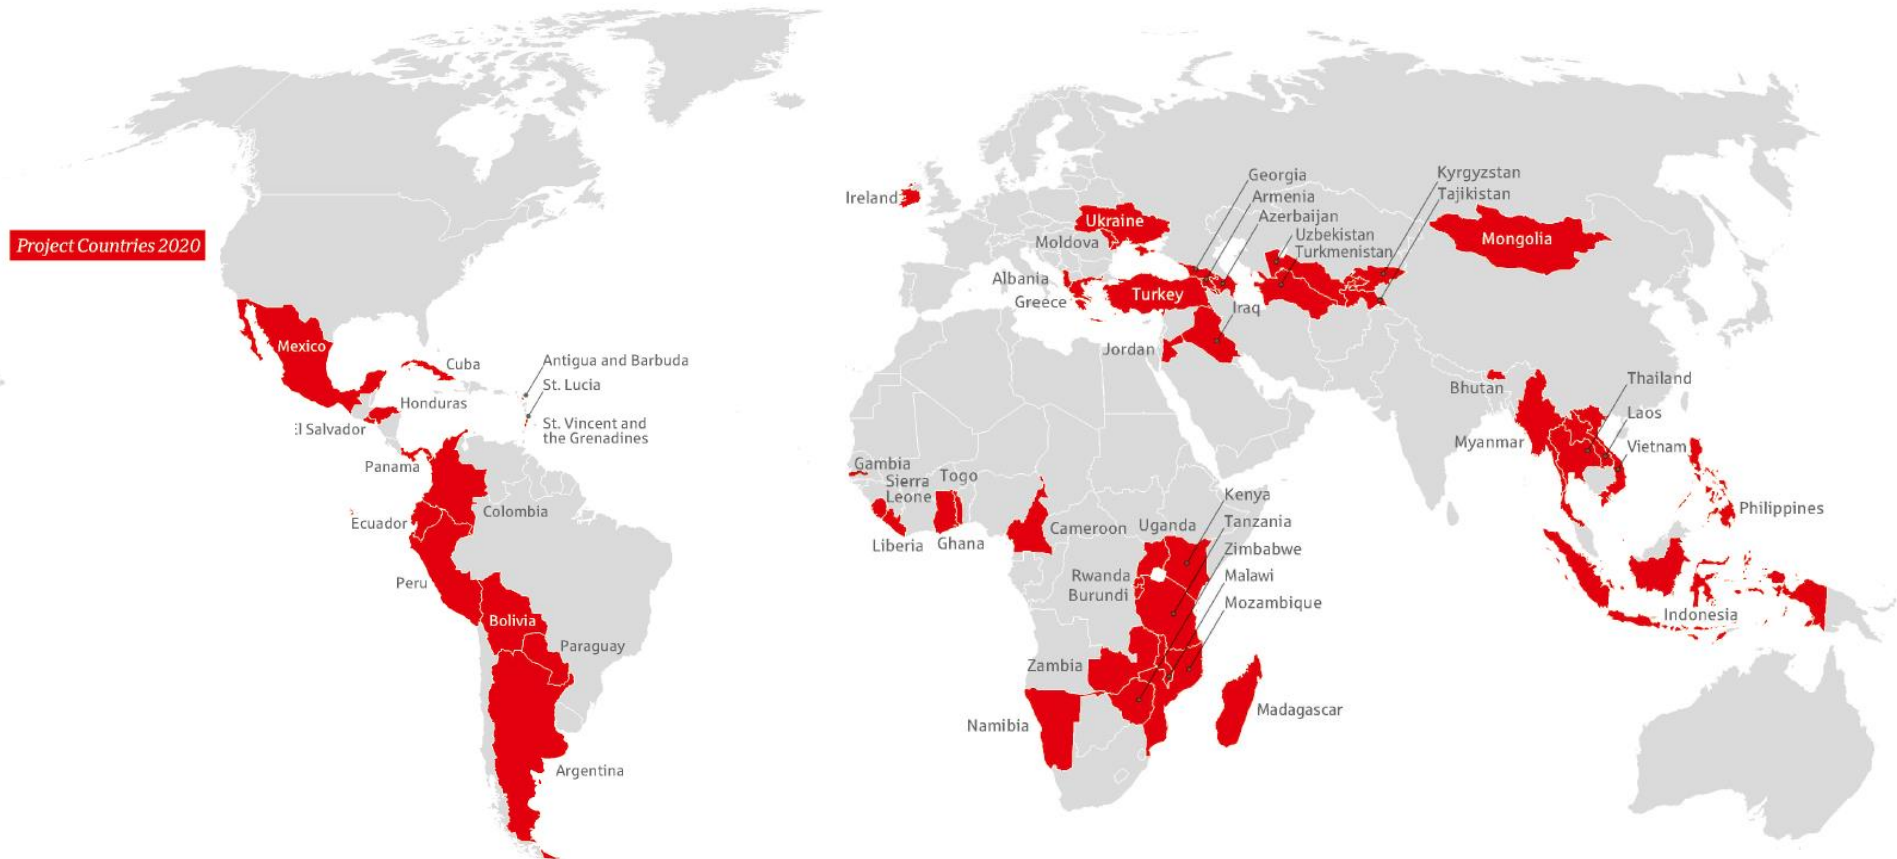 Project Countries 2020
Mexico
Cuba
Antigua and Barbuda
St. Lucia
St. Vincent and
the Grenadines
Honduras
El Salvador
Panama
Colombia
Ecuador
Peru
Bolivia
Paraguay
Argentina
Ireland
Ukraine
Moldova
Albania
Greece
Turkey
Georgia
Armenia
Azerbaijan
Uzbekistan
Turkmenistan
Kyrgyzstan
Tajikistan
Mongolia
Iraq
Jordan
Gambia
Sierra
Leone
Togo
Liberia
Ghana
Cameroon
Uganda
Kenya
Tanzania
Zimbabwe
Malawi
Mozambique
Rwanda
Burundi
Zambia
Namibia
Madagascar
Bhutan
Myanmar
Thailand
Laos
Vietnam
Philippines
Indonesia